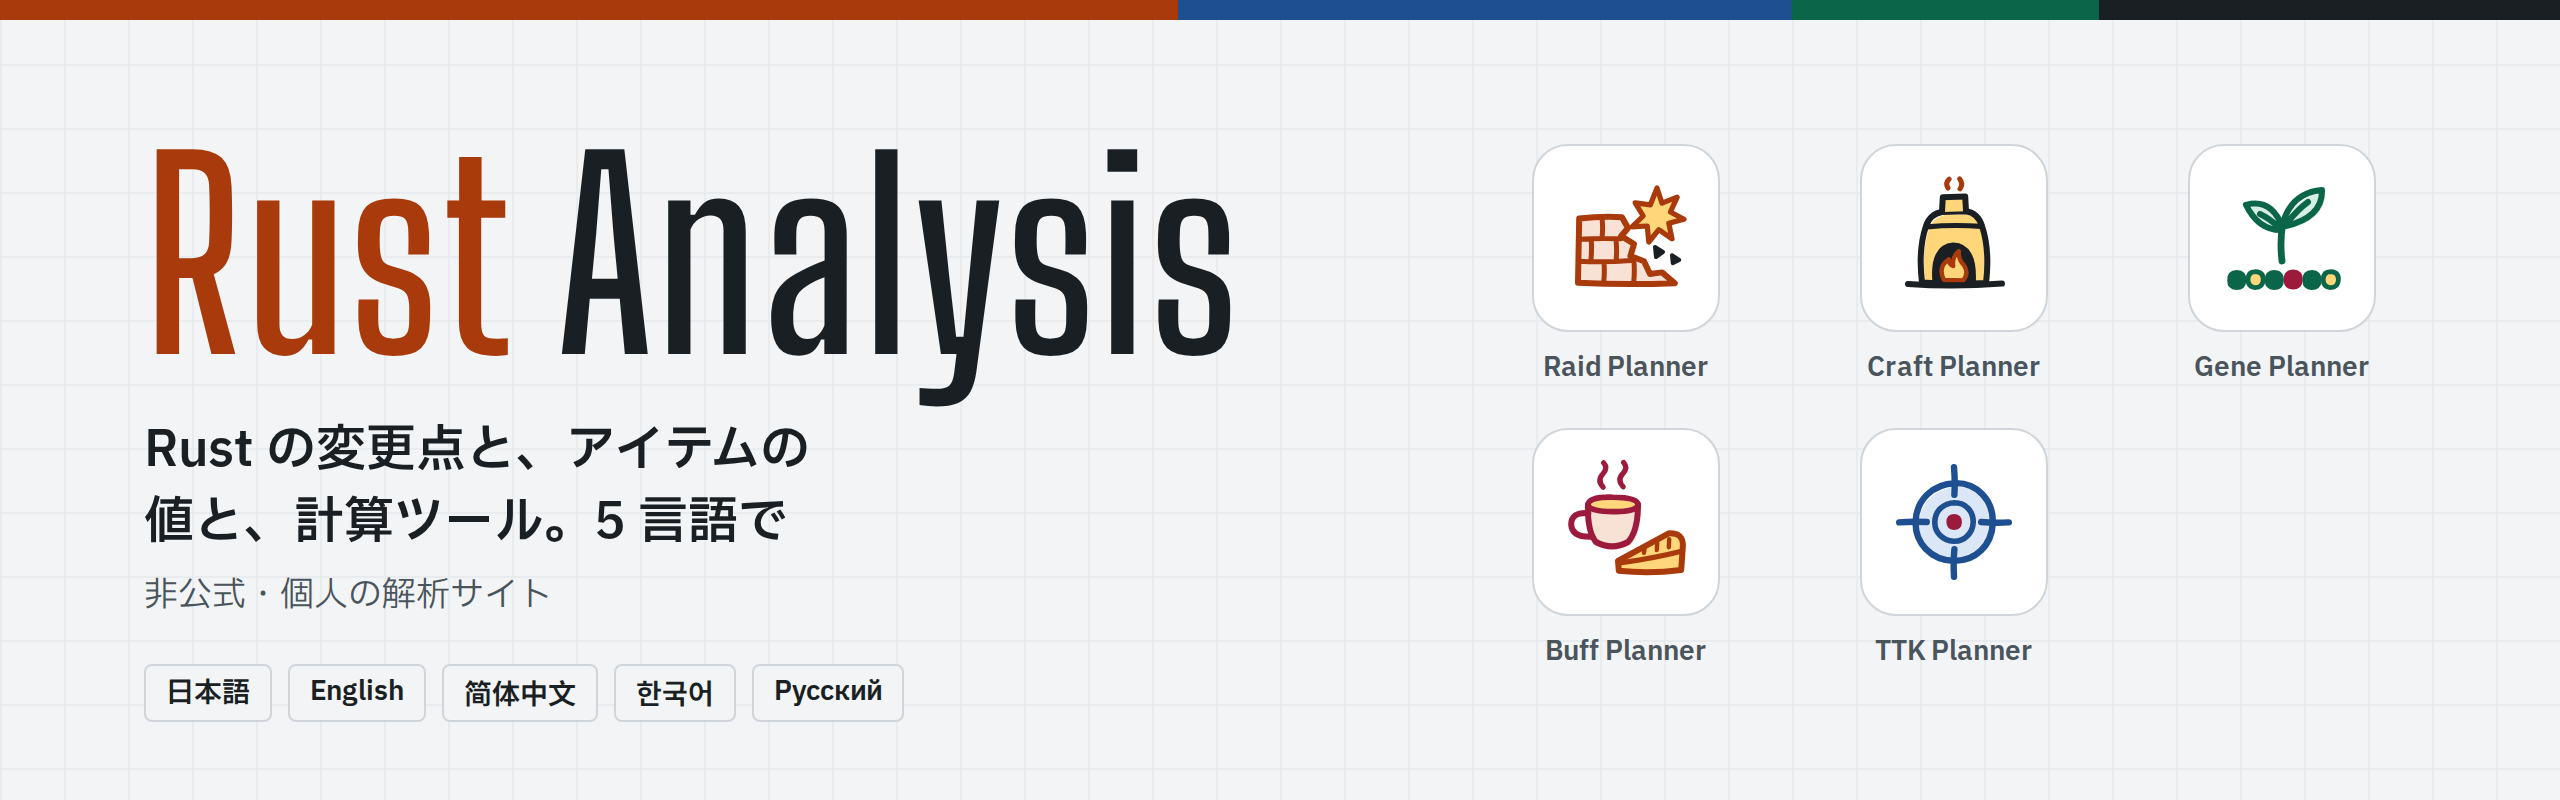 Rust Analysis
Rust の変更点と、アイテムの
値と、計算ツール。5 言語で
非公式・個人の解析サイト
日本語 English 简体中文 한국어 Русский
Raid Planner Craft Planner Gene Planner
Buff Planner TTK Planner